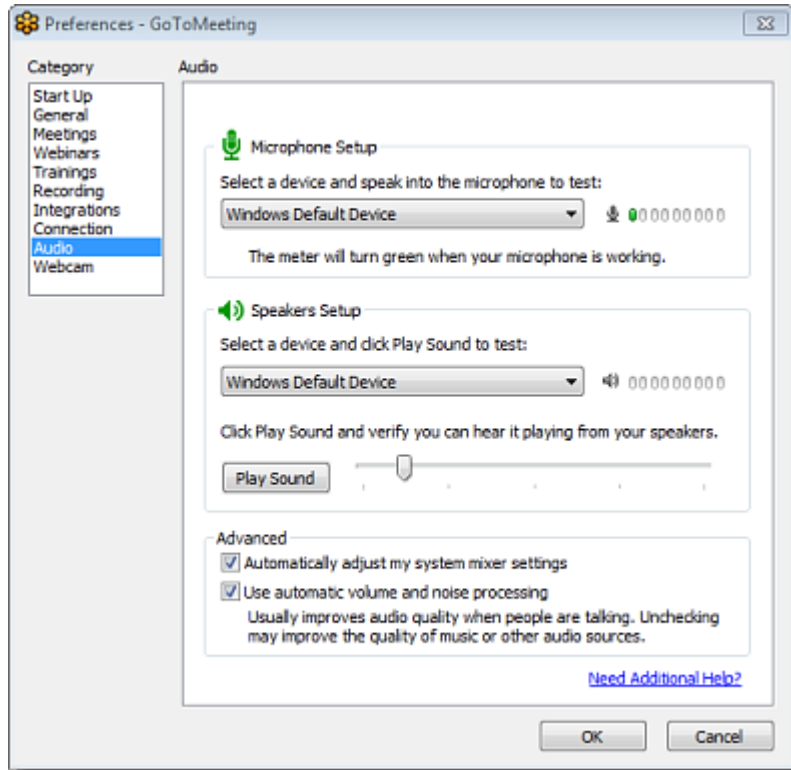 Preferences - GoToMeeting
Category
Start Up
General
Meetings
Webinars
Trainings
Recording
Integrations
Connection
Audio
Webcam
Audio
Microphone Setup
Select a device and speak into the microphone to test:
Windows Default Device
The meter will turn green when your microphone is working.
Speakers Setup
Select a device and click Play Sound to test:
Windows Default Device
Click Play Sound and verify you can hear it playing from your speakers.
Play Sound
Advanced
Automatically adjust my system mixer settings
Use automatic volume and noise processing
Usually improves audio quality when people are talking. Unchecking
may improve the quality of music or other audio sources.
Need Additional Help?
OK
Cancel